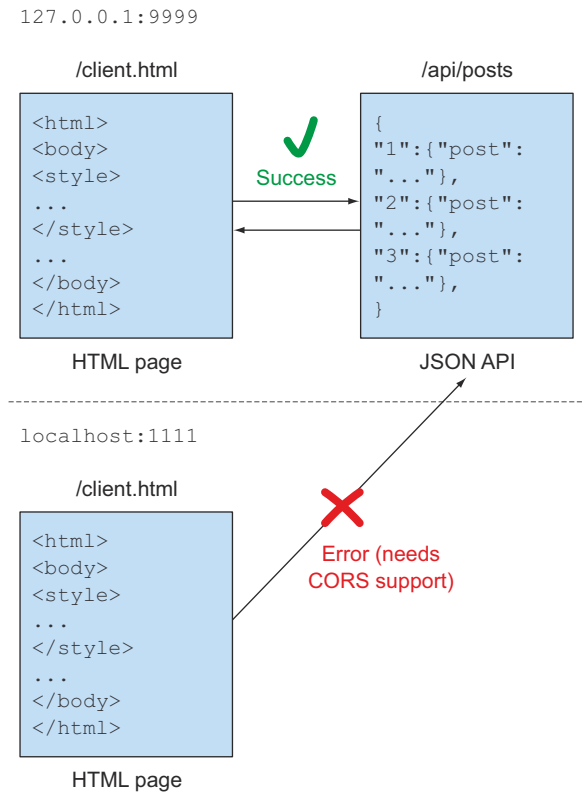 127.0.0.1:9999
/client.html
/api/posts
<html>
<body>
<style>
...
</style>
...
</body>
</html>
Success
{
"1":{"post":
"..."},
"2":{"post":
"..."},
"3":{"post":
"..."},
}
HTML page
JSON API
localhost:1111
/client.html
<html>
<body>
<style>
...
</style>
...
</body>
</html>
Error (needs
CORS support)
HTML page